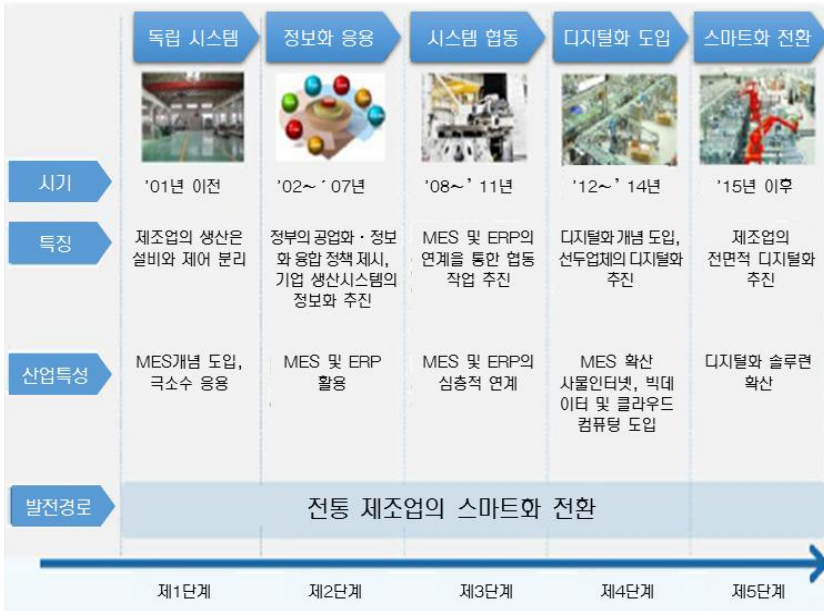 독립 시스템
정보화 응용
시스템 협동
디지털화 도입
스마트화 전환
시기
'01년 이전
'02～´07년
'08～’11년
'12～’14년
'15년 이후
특징
제조업의 생산은
설비와 제어 분리
정부의 공업화·정보
화 융합 정책 제시,
기업 생산시스템의
정보화 추진
MES 및 ERP의
연계을 통한 협동
작업 추진
디지털화 개념 도입,
선두업체의 디지털화
추진
제조업의
전면적 디지털화
추진
산업특성
MES개념 도입,
극소수 응용
MES 및 ERP
활용
MES 및 ERP의
심층적 연계
MES 확산
사물인터넷, 빅데
이터 및 클라우드
컴퓨팅 도입
디지털화 솔루련
확산
발전경로
전통 제조업의 스마트화 전환
제1단계
제2단계
제3단계
제4단계
제5단계